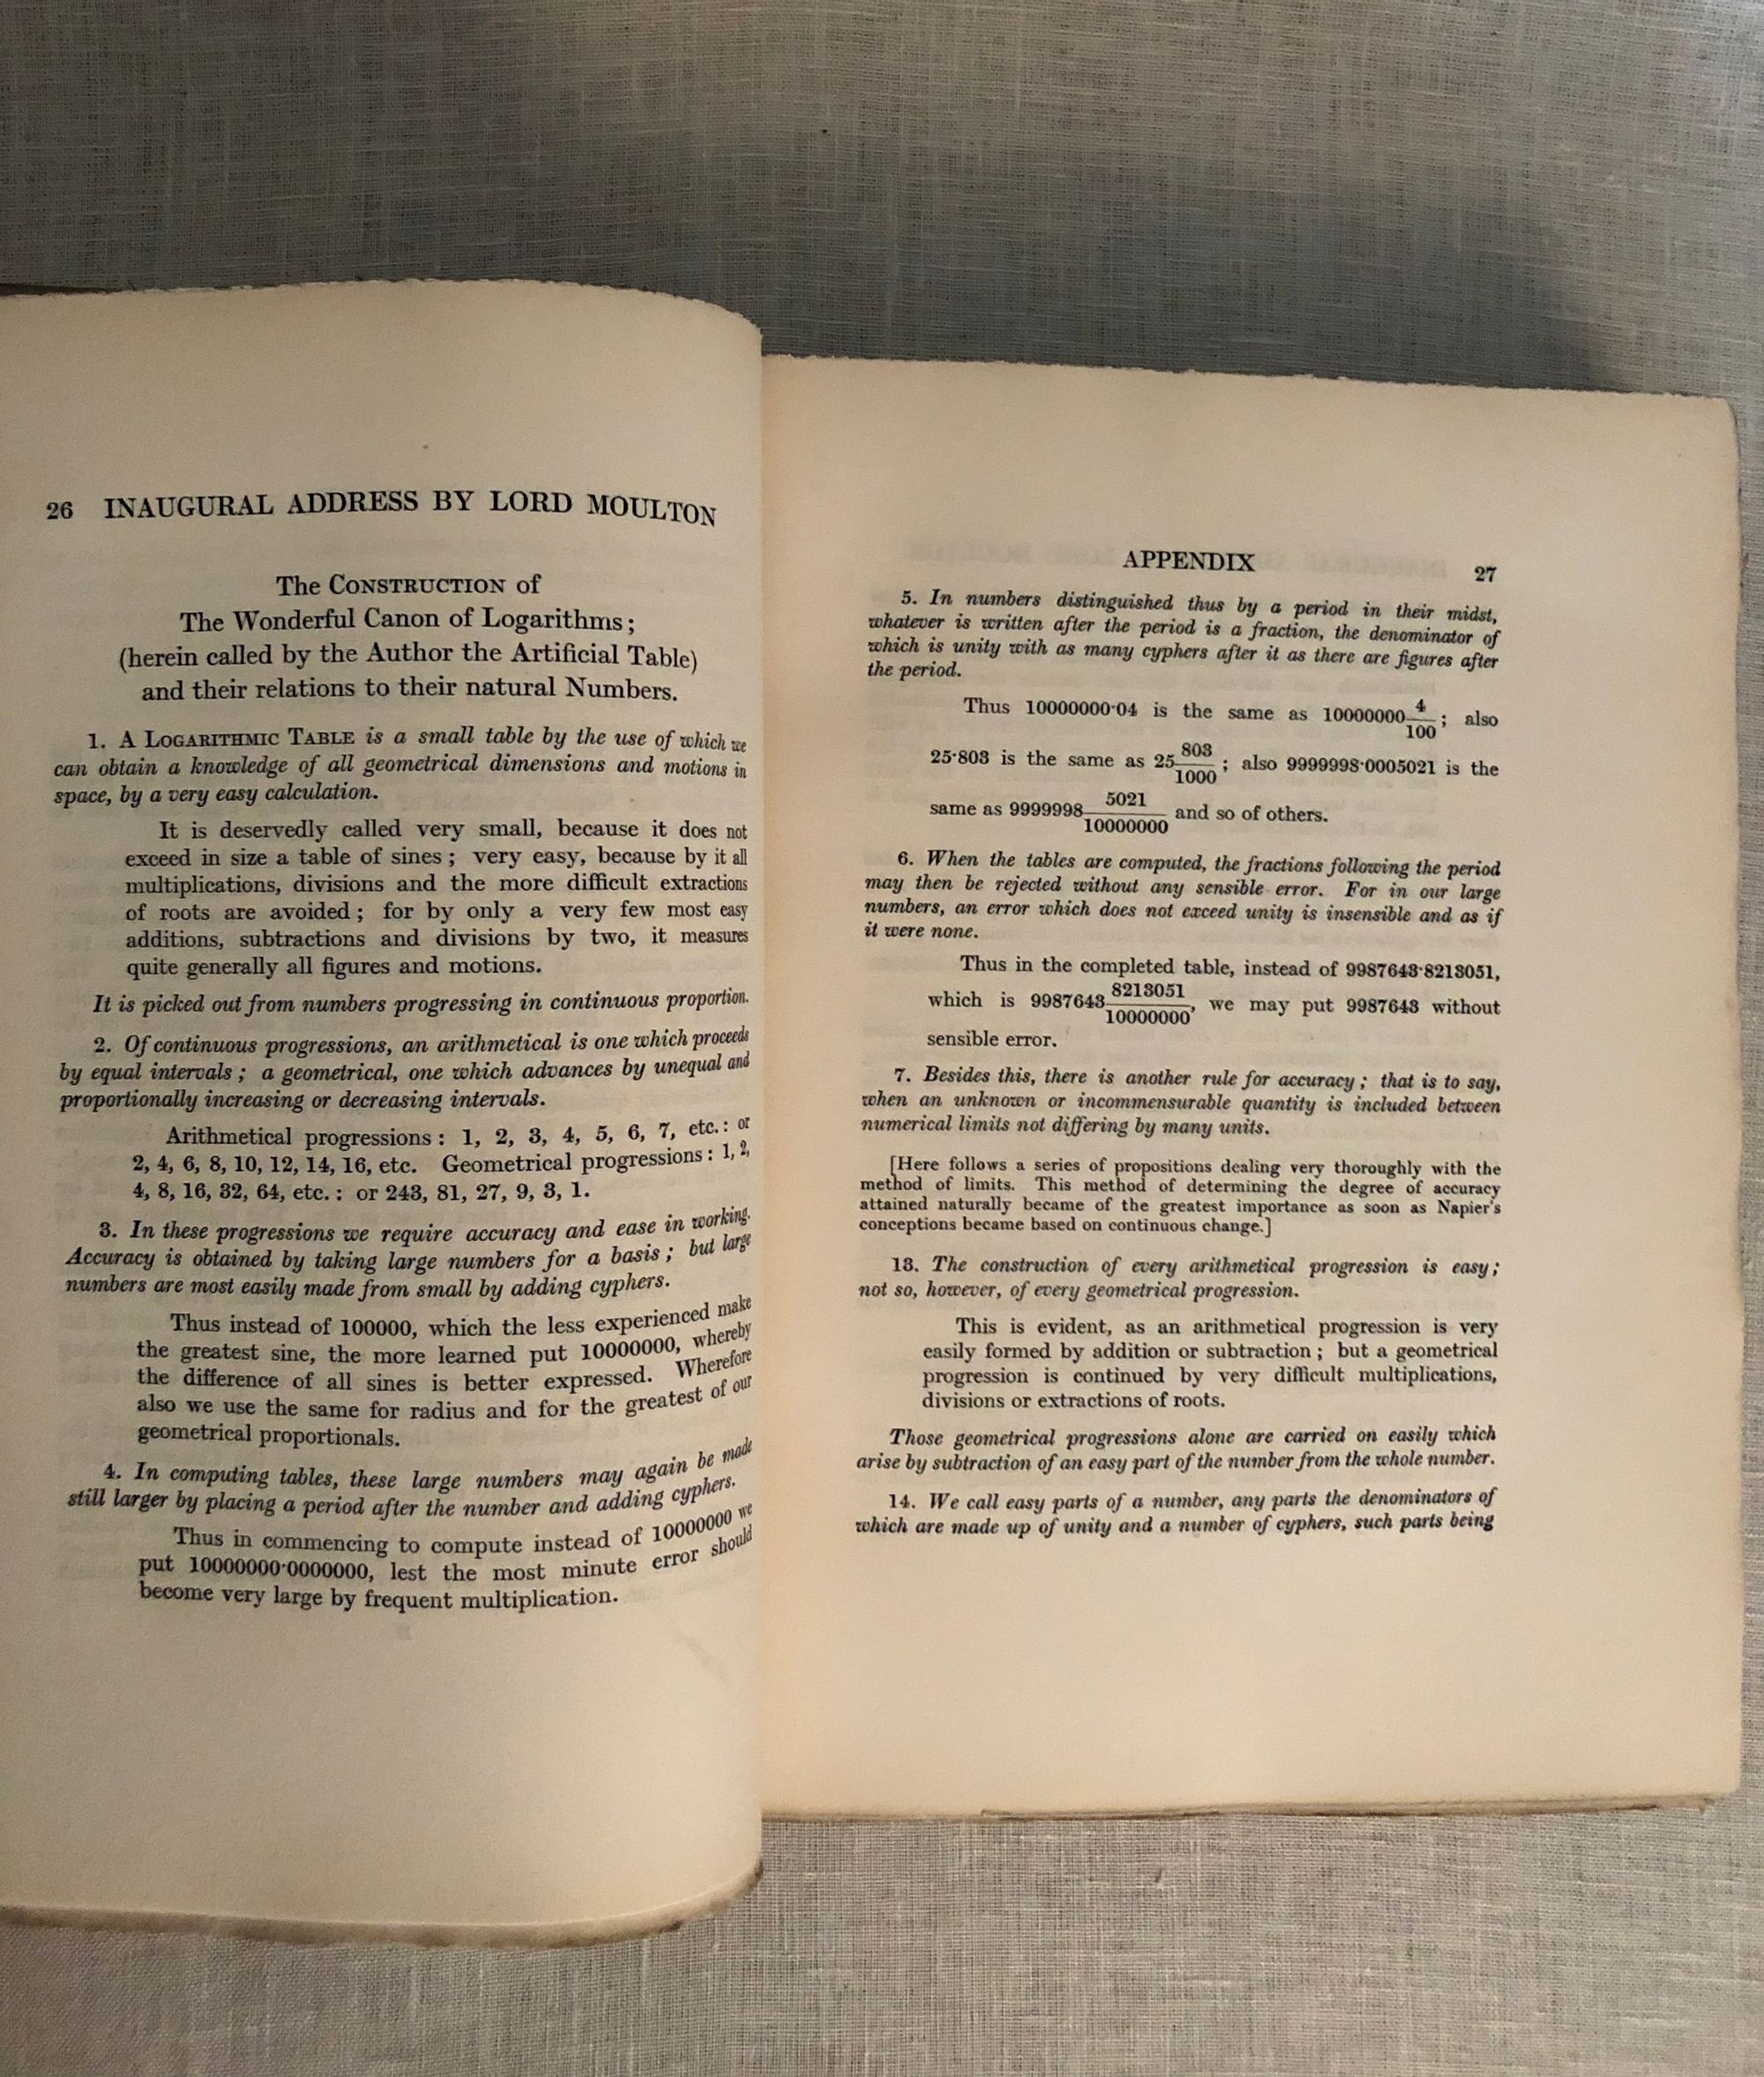 26 INAUGURAL ADDRESS BY LORD MOULTON
The CONSTRUCTION of
The Wonderful Canon of Logarithms;
(herein called by the Author the Artificial Table)
and their relations to their natural Numbers.
1. A LOGARITHMIC TABLE is a small table by the use of which we
can obtain a knowledge of all geometrical dimensions and motions in
space, by a very easy calculation.
It is deservedly called very small, because it does not
exceed in size a table of sines; very easy, because by it all
multiplications, divisions and the more difficult extractions
of roots are avoided; for by only a very few most easy
additions, subtractions and divisions by two, it measures
quite generally all figures and motions.
It is picked out from numbers progressing in continuous proportion.
2. Of continuous progressions, an arithmetical is one which proceeds
by equal intervals; a geometrical, one which advances by unequal and
proportionally increasing or decreasing intervals.
Arithmetical progressions: 1, 2, 3, 4, 5, 6, 7, etc.: or
2, 4, 6, 8, 10, 12, 14, 16, etc. Geometrical progressions: 1, 2,
4, 8, 16, 32, 64, etc.: or 243, 81, 27, 9, 3, 1.
3. In these progressions we require accuracy and ease in working.
Accuracy is obtained by taking large numbers for a basis; but large
numbers are most easily made from small by adding cyphers.
Thus instead of 100000, which the less experienced make
the greatest sine, the more learned put 10000000, whereby
the difference of all sines is better expressed. Wherefore
also we use the same for radius and for the greatest of our
geometrical proportionals.
4. In computing tables, these large numbers may again be made
still larger by placing a period after the number and adding cyphers.
Thus in commencing to compute instead of 10000000 we
put 10000000·0000000, lest the most minute error should
become very large by frequent multiplication.
APPENDIX 27
5. In numbers distinguished thus by a period in their midst,
whatever is written after the period is a fraction, the denominator of
which is unity with as many cyphers after it as there are figures after
the period.
Thus 10000000·04 is the same as 10000000 4/100; also
25·803 is the same as 25 803/1000; also 9999998·0005021 is the
same as 9999998 5021/10000000 and so of others.
6. When the tables are computed, the fractions following the period
may then be rejected without any sensible error. For in our large
numbers, an error which does not exceed unity is insensible and as if
it were none.
Thus in the completed table, instead of 9987643·8213051,
which is 9987643 8213051/10000000, we may put 9987643 without
sensible error.
7. Besides this, there is another rule for accuracy; that is to say,
when an unknown or incommensurable quantity is included between
numerical limits not differing by many units.
[Here follows a series of propositions dealing very thoroughly with the
method of limits. This method of determining the degree of accuracy
attained naturally became of the greatest importance as soon as Napier's
conceptions became based on continuous change.]
13. The construction of every arithmetical progression is easy;
not so, however, of every geometrical progression.
This is evident, as an arithmetical progression is very
easily formed by addition or subtraction; but a geometrical
progression is continued by very difficult multiplications,
divisions or extractions of roots.
Those geometrical progressions alone are carried on easily which
arise by subtraction of an easy part of the number from the whole number.
14. We call easy parts of a number, any parts the denominators of
which are made up of unity and a number of cyphers, such parts being